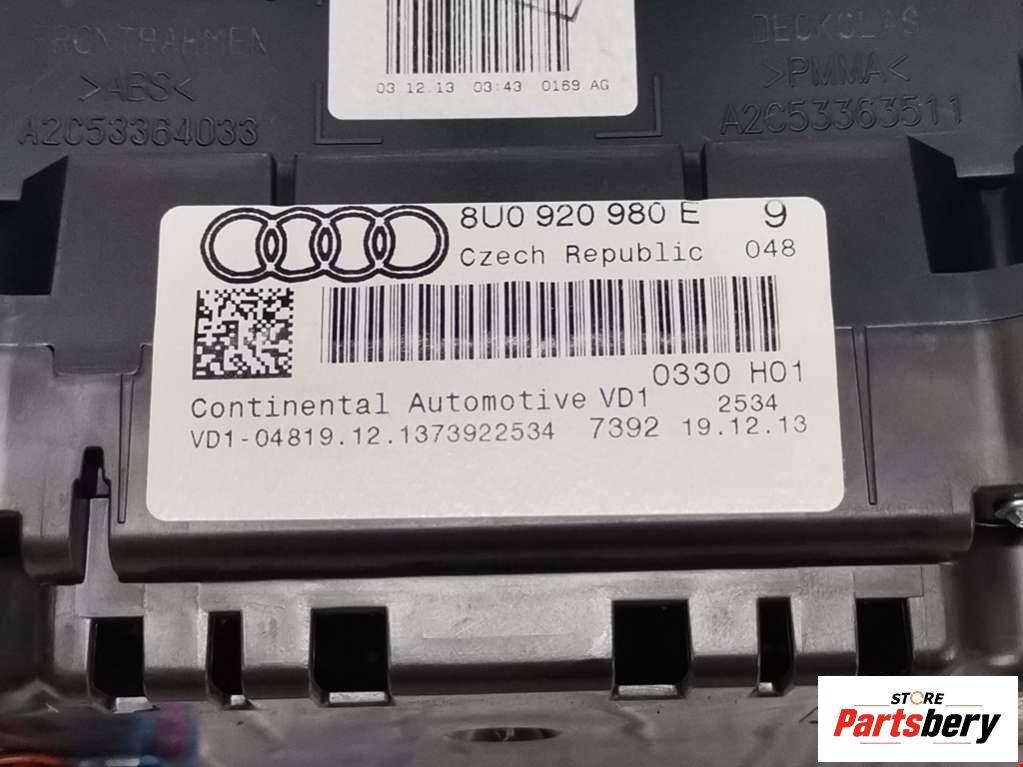 FRONTRAHMEN
>ABS<
A2C53364033
03.12.13 03:43 0169 AG
DECKGLAS
>PMMA<
A2C53363511
8U0 920 980 E 9
Czech Republic 048
0330 H01
Continental Automotive VD1 2534
VD1-04819.12.1373922534 7392 19.12.13
STORE
Partsbery